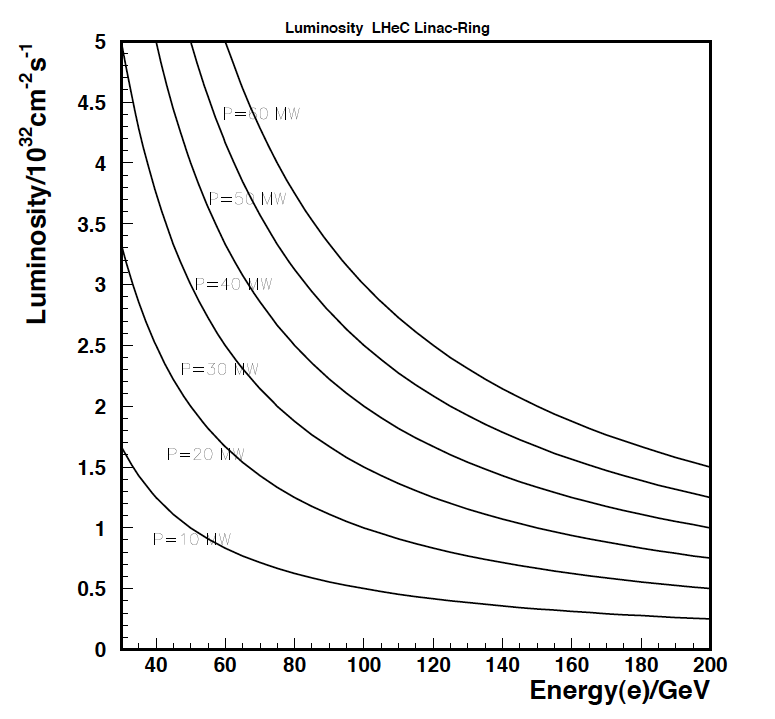 Luminosity LHeC Linac-Ring
Luminosity/10³²cm⁻²s⁻¹
5
4.5
4
3.5
3
2.5
2
1.5
1
0.5
0
P=60 MW
P=50 MW
P=40 MW
P=30 MW
P=20 MW
P=10 MW
40 60 80 100 120 140 160 180 200
Energy(e)/GeV